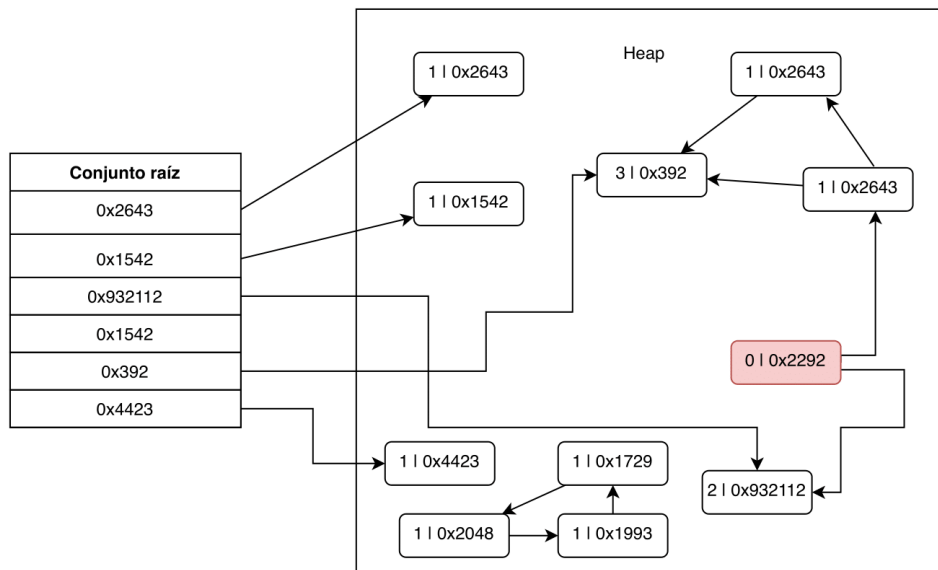 Heap
1 | 0x2643
1 | 0x2643
Conjunto raíz
0x2643
0x1542
0x932112
0x1542
0x392
0x4423
3 | 0x392
1 | 0x2643
1 | 0x1542
0 | 0x2292
1 | 0x4423
1 | 0x1729
2 | 0x932112
1 | 0x2048
1 | 0x1993